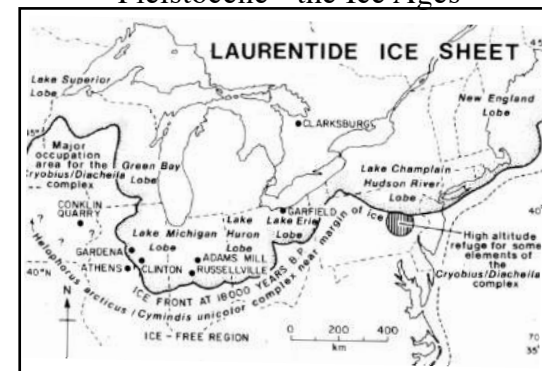 Pleistocene - the Ice Ages
LAURENTIDE ICE SHEET
Lake Superior
Lobe
CLARKSBURG
New England
Lobe
45°
Major
occupation
area for the
Cryobius/Diacheila
complex
Green Bay
Lobe
Lake Champlain
Hudson River
Lobe
CONKLIN
QUARRY
? ? ?
Lake Michigan
Lobe
Lake
Huron
Lobe
GARFIELD
Lake Erie
Lobe
High altitude
refuge for some
elements of
the
Cryobius/Diacheila
complex
GARDENA
ATHENS
CLINTON
ADAMS MILL
RUSSELLVILLE
40°N
40°N
ICE FRONT AT 18000 YEARS B.P.
Helophorus arcticus / Cymindis unicolor complex near margin of ice
N
ICE-FREE REGION
0 200 400
km
70
35°